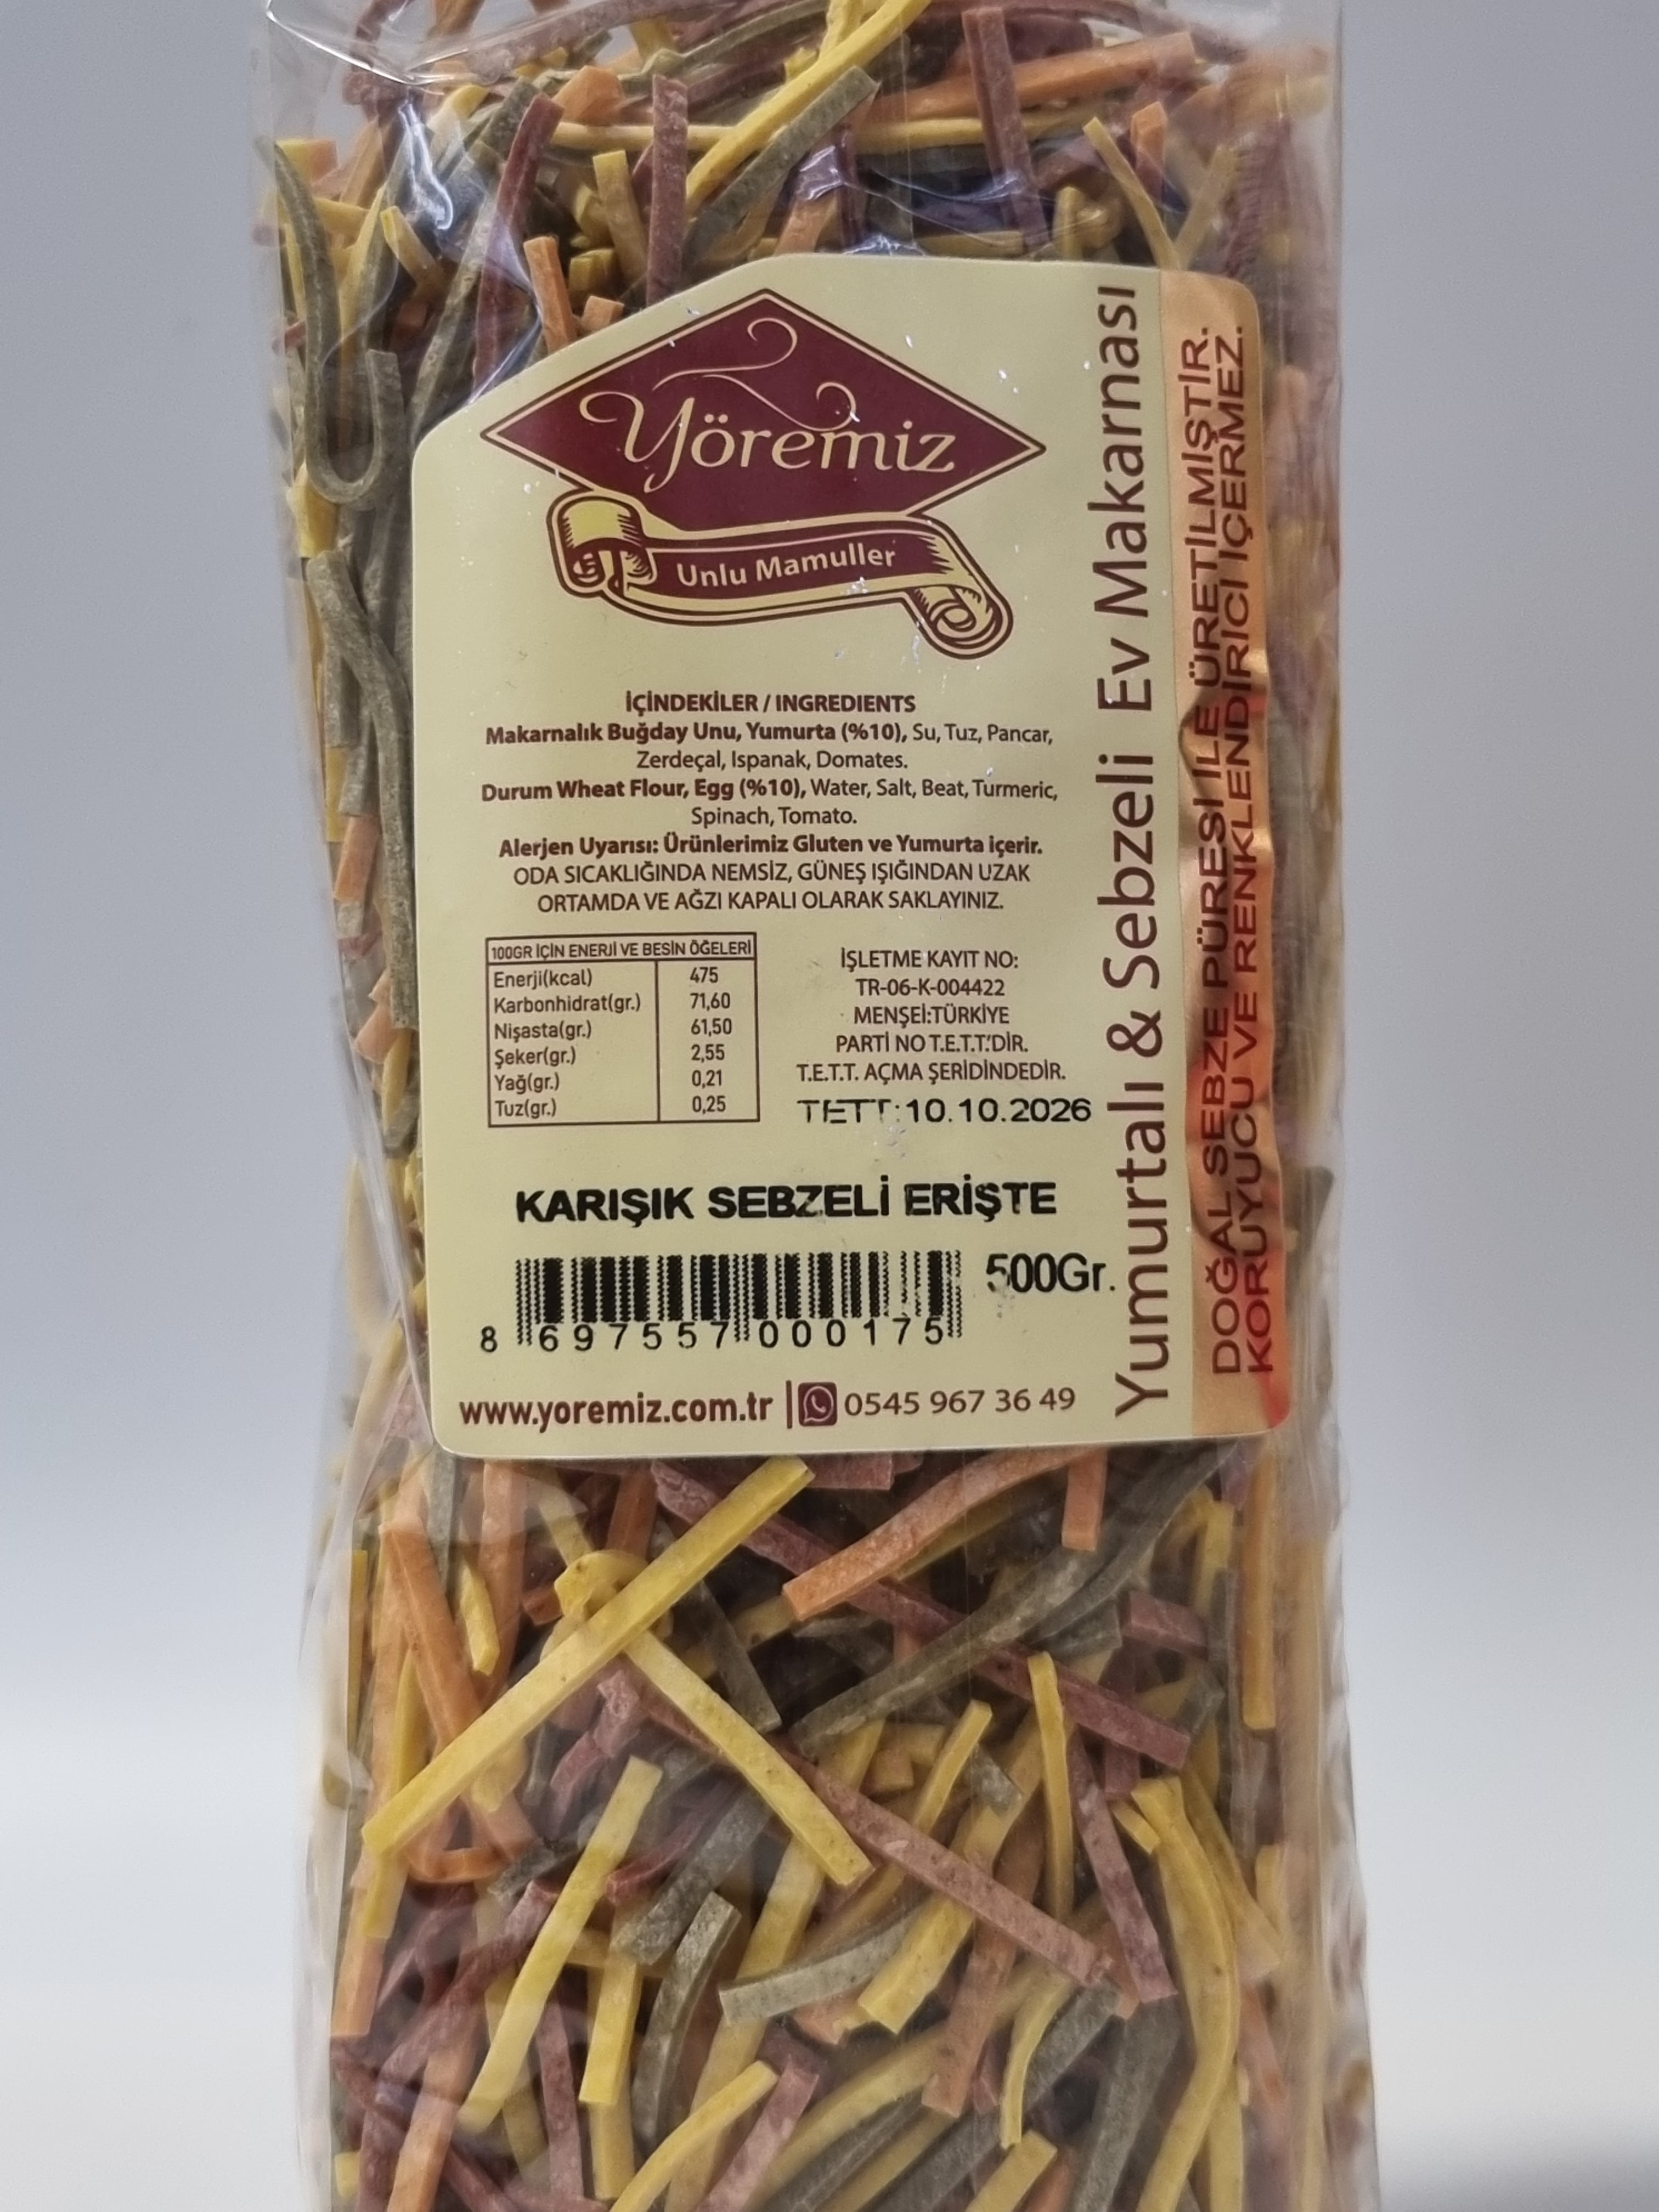 Yöremiz
Unlu Mamuller
İÇİNDEKİLER / INGREDIENTS
Makarnalık Buğday Unu, Yumurta (%10), Su, Tuz, Pancar,
Zerdeçal, Ispanak, Domates.
Durum Wheat Flour, Egg (%10), Water, Salt, Beat, Turmeric,
Spinach, Tomato.
Alerjen Uyarısı: Ürünlerimiz Gluten ve Yumurta içerir.
ODA SICAKLIĞINDA NEMSİZ, GÜNEŞ IŞIĞINDAN UZAK
ORTAMDA VE AĞZI KAPALI OLARAK SAKLAYINIZ.
100GR İÇİN ENERJİ VE BESİN ÖĞELERİ
Enerji(kcal) 475
Karbonhidrat(gr.) 71,60
Nişasta(gr.) 61,50
Şeker(gr.) 2,55
Yağ(gr.) 0,21
Tuz(gr.) 0,25
İŞLETME KAYIT NO:
TR-06-K-004422
MENŞEİ:TÜRKİYE
PARTİ NO T.E.T.T.'DİR.
T.E.T.T. AÇMA ŞERİDİNDEDİR.
TETT:10.10.2026
KARIŞIK SEBZELİ ERİŞTE
500Gr.
8 697557 000175
www.yoremiz.com.tr | 0545 967 36 49
Yumurtalı & Sebzeli Ev Makarnası
DOĞAL SEBZE PÜRESİ İLE ÜRETİLMİŞTİR.
KORUYUCU VE RENKLENDİRİCİ İÇERMEZ.